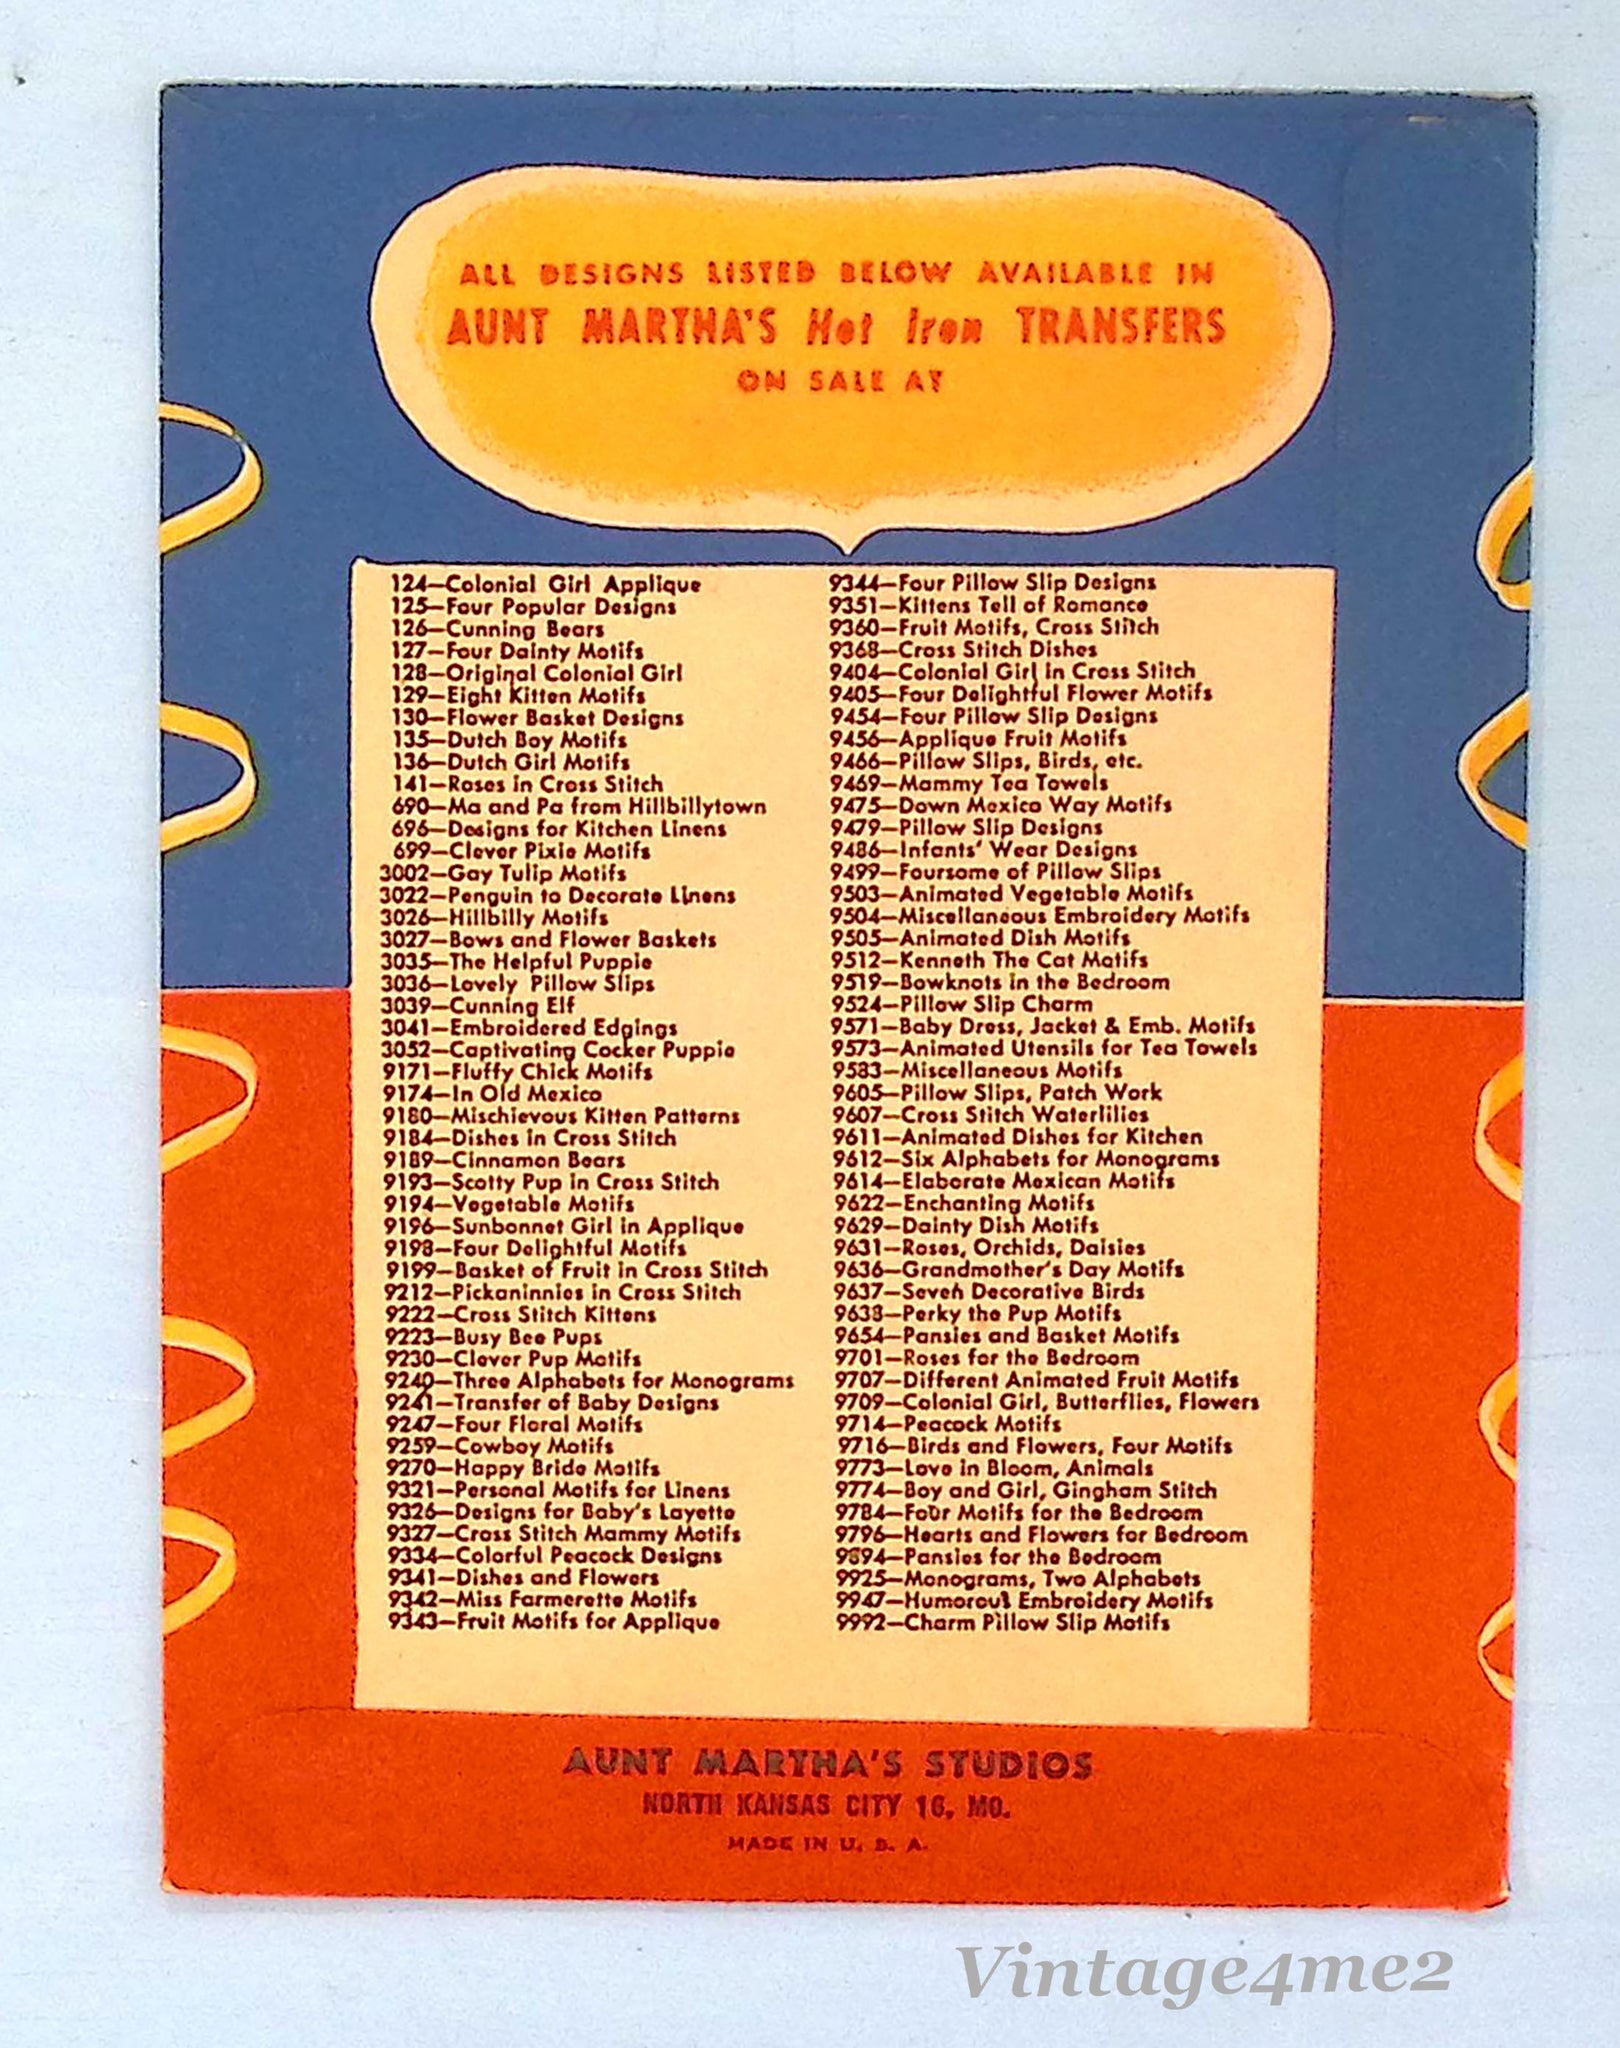 ALL DESIGNS LISTED BELOW AVAILABLE IN
AUNT MARTHA'S Hot Iron TRANSFERS
ON SALE AT
124—Colonial Girl Applique
125—Four Popular Designs
126—Cunning Bears
127—Four Dainty Motifs
128—Original Colonial Girl
129—Eight Kitten Motifs
130—Flower Basket Designs
135—Dutch Boy Motifs
136—Dutch Girl Motifs
141—Roses in Cross Stitch
690—Ma and Pa from Hillbillytown
696—Designs for Kitchen Linens
699—Clever Pixie Motifs
3002—Gay Tulip Motifs
3022—Penguin to Decorate Linens
3026—Hillbilly Motifs
3027—Bows and Flower Baskets
3035—The Helpful Puppie
3036—Lovely Pillow Slips
3039—Cunning Elf
3041—Embroidered Edgings
3052—Captivating Cocker Puppie
9171—Fluffy Chick Motifs
9174—In Old Mexico
9180—Mischievous Kitten Patterns
9184—Dishes in Cross Stitch
9189—Cinnamon Bears
9193—Scotty Pup in Cross Stitch
9194—Vegetable Motifs
9196—Sunbonnet Girl in Applique
9198—Four Delightful Motifs
9199—Basket of Fruit in Cross Stitch
9212—Pickaninnies in Cross Stitch
9222—Cross Stitch Kittens
9223—Busy Bee Pups
9230—Clever Pup Motifs
9240—Three Alphabets for Monograms
9241—Transfer of Baby Designs
9247—Four Floral Motifs
9259—Cowboy Motifs
9270—Happy Bride Motifs
9321—Personal Motifs for Linens
9326—Designs for Baby's Layette
9327—Cross Stitch Mammy Motifs
9334—Colorful Peacock Designs
9341—Dishes and Flowers
9342—Miss Farmerette Motifs
9343—Fruit Motifs for Applique
9344—Four Pillow Slip Designs
9351—Kittens Tell of Romance
9360—Fruit Motifs, Cross Stitch
9368—Cross Stitch Dishes
9404—Colonial Girl in Cross Stitch
9405—Four Delightful Flower Motifs
9454—Four Pillow Slip Designs
9456—Applique Fruit Motifs
9466—Pillow Slips, Birds, etc.
9469—Mammy Tea Towels
9475—Down Mexico Way Motifs
9479—Pillow Slip Designs
9486—Infants' Wear Designs
9499—Foursome of Pillow Slips
9503—Animated Vegetable Motifs
9504—Miscellaneous Embroidery Motifs
9505—Animated Dish Motifs
9512—Kenneth The Cat Motifs
9519—Bowknots in the Bedroom
9524—Pillow Slip Charm
9571—Baby Dress, Jacket & Emb. Motifs
9573—Animated Utensils for Tea Towels
9583—Miscellaneous Motifs
9605—Pillow Slips, Patch Work
9607—Cross Stitch Waterlilies
9611—Animated Dishes for Kitchen
9612—Six Alphabets for Monograms
9614—Elaborate Mexican Motifs
9622—Enchanting Motifs
9629—Dainty Dish Motifs
9631—Roses, Orchids, Daisies
9636—Grandmother's Day Motifs
9637—Seven Decorative Birds
9638—Perky the Pup Motifs
9654—Pansies and Basket Motifs
9701—Roses for the Bedroom
9707—Different Animated Fruit Motifs
9709—Colonial Girl, Butterflies, Flowers
9714—Peacock Motifs
9716—Birds and Flowers, Four Motifs
9773—Love in Bloom, Animals
9774—Boy and Girl, Gingham Stitch
9784—Four Motifs for the Bedroom
9796—Hearts and Flowers for Bedroom
9894—Pansies for the Bedroom
9925—Monograms, Two Alphabets
9947—Humorous Embroidery Motifs
9992—Charm Pillow Slip Motifs
AUNT MARTHA'S STUDIOS
NORTH KANSAS CITY 16, MO.
MADE IN U. S. A.
Vintage4me2